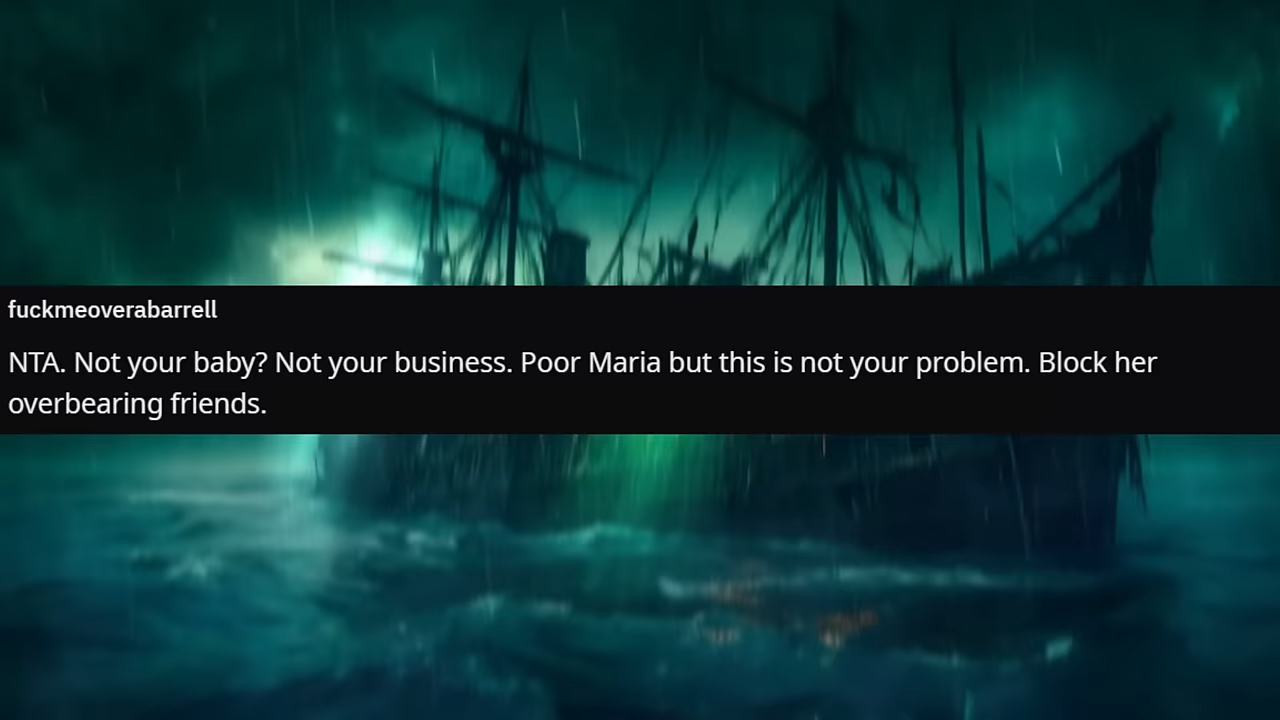 fuckmeoverabarrell
NTA. Not your baby? Not your business. Poor Maria but this is not your problem. Block her
overbearing friends.